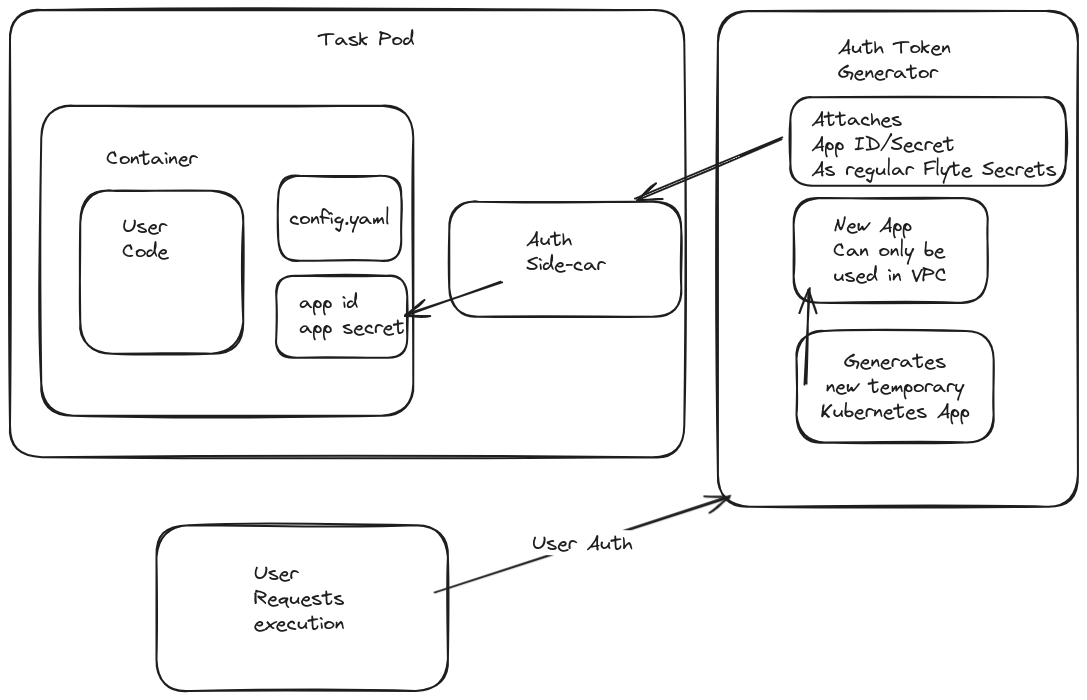 Task Pod
Container
User
Code
config.yaml
app id
app secret
Auth
Side-car
Auth Token
Generator
Attaches
App ID/Secret
As regular Flyte Secrets
New App
Can only be
used in VPC
Generates
new temporary
Kubernetes App
User Auth
User
Requests
execution